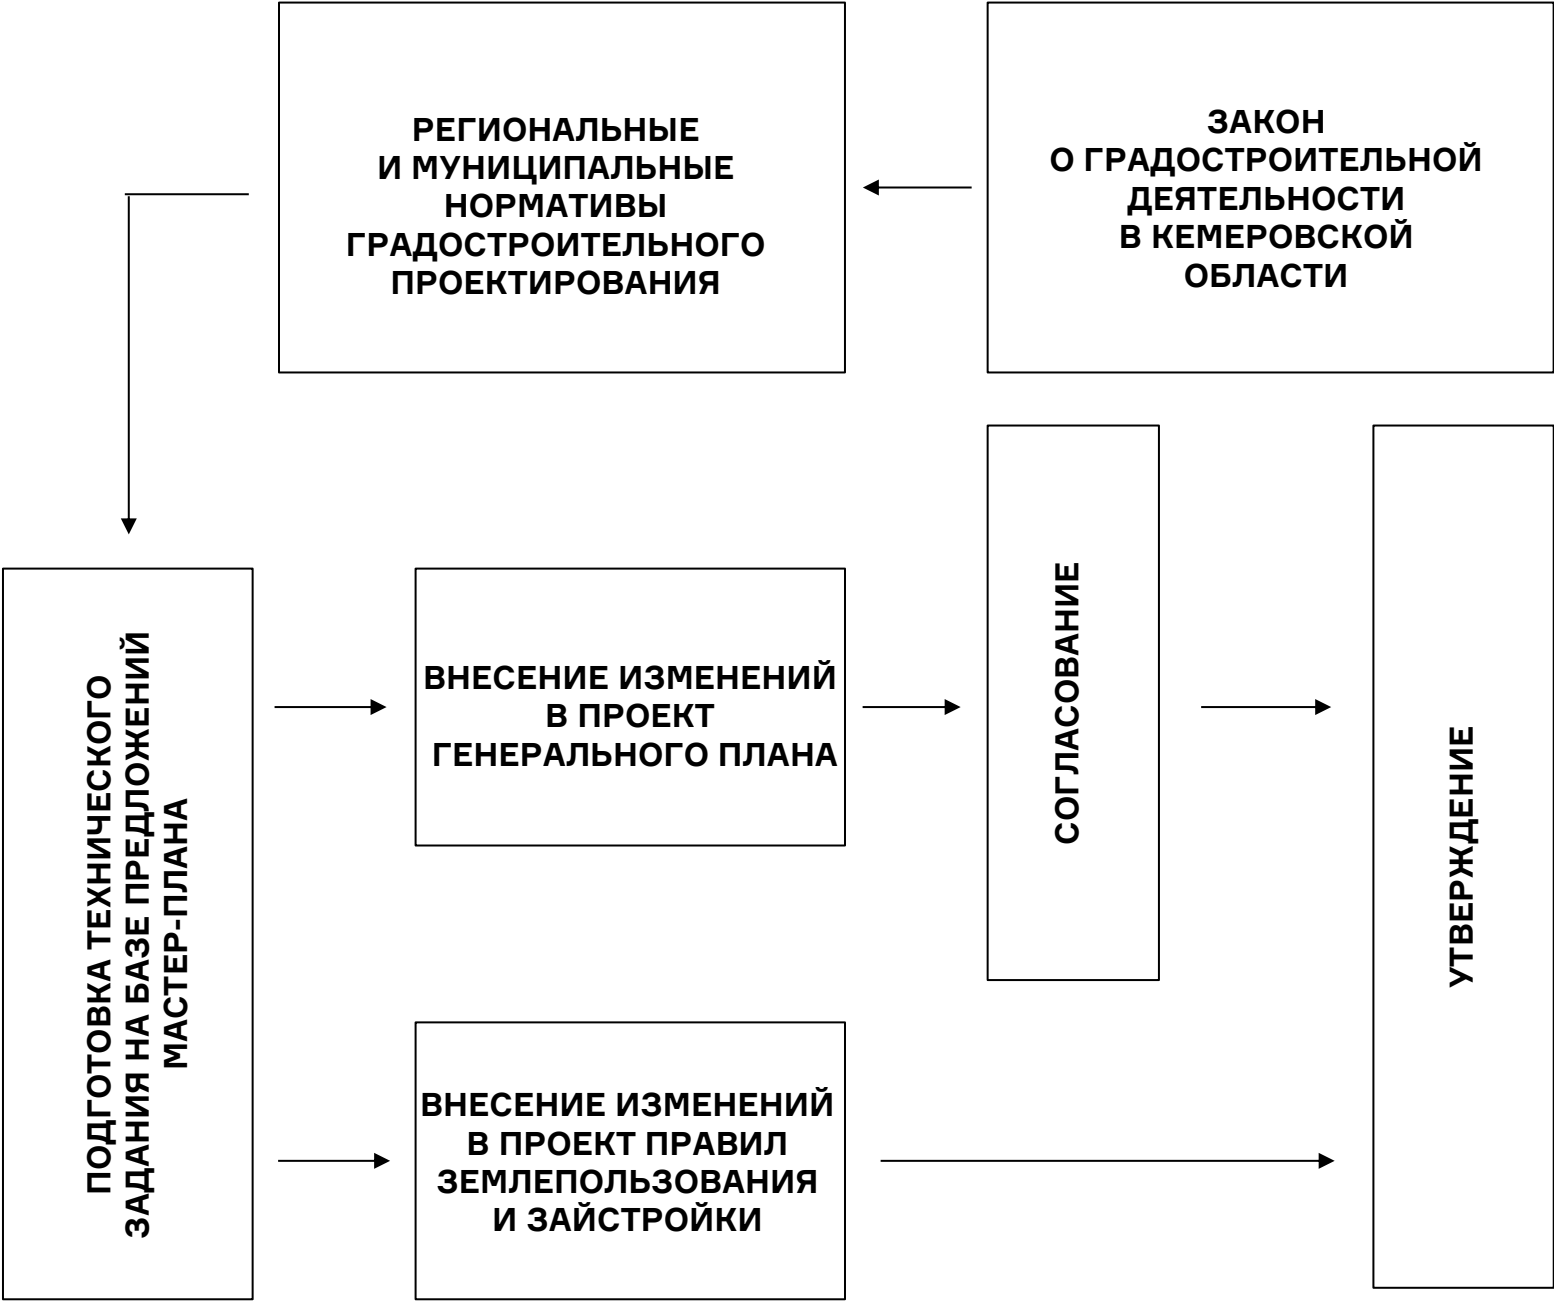 РЕГИОНАЛЬНЫЕ
И МУНИЦИПАЛЬНЫЕ
НОРМАТИВЫ
ГРАДОСТРОИТЕЛЬНОГО
ПРОЕКТИРОВАНИЯ
ЗАКОН
О ГРАДОСТРОИТЕЛЬНОЙ
ДЕЯТЕЛЬНОСТИ
В КЕМЕРОВСКОЙ
ОБЛАСТИ
ПОДГОТОВКА ТЕХНИЧЕСКОГО
ЗАДАНИЯ НА БАЗЕ ПРЕДЛОЖЕНИЙ
МАСТЕР-ПЛАНА
ВНЕСЕНИЕ ИЗМЕНЕНИЙ
В ПРОЕКТ
ГЕНЕРАЛЬНОГО ПЛАНА
СОГЛАСОВАНИЕ
УТВЕРЖДЕНИЕ
ВНЕСЕНИЕ ИЗМЕНЕНИЙ
В ПРОЕКТ ПРАВИЛ
ЗЕМЛЕПОЛЬЗОВАНИЯ
И ЗАЙСТРОЙКИ